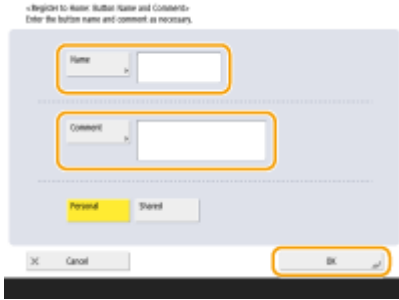 <Register to Home: Button Name and Comment>
Enter the button name and comment as necessary.
Name
Comment
Personal Shared
Cancel OK